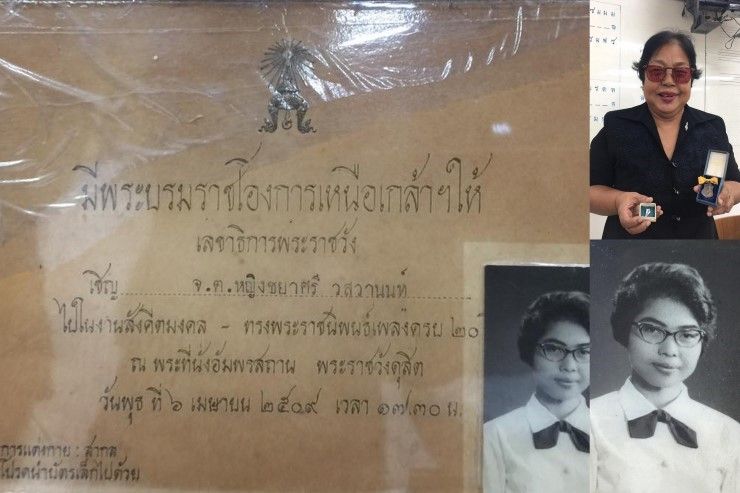 มีพระบรมราชโองการเหนือเกล้าฯให้
เลขาธิการพระราชวัง
เชิญ จ.ต.หญิงชยาศรี วสวานนท์
ไปในงานสังคีตมงคล - ทรงพระราชนิพนธ์เพลงครบ ๒๐
ณ พระที่นั่งอัมพรสถาน พระราชวังดุสิต
วันพุธ ที่ ๖ เมษายน ๒๕๐๙ เวลา ๑๗.๓๐ น.
การแต่งกาย : สากล
โปรดนำบัตรเล็กไปด้วย